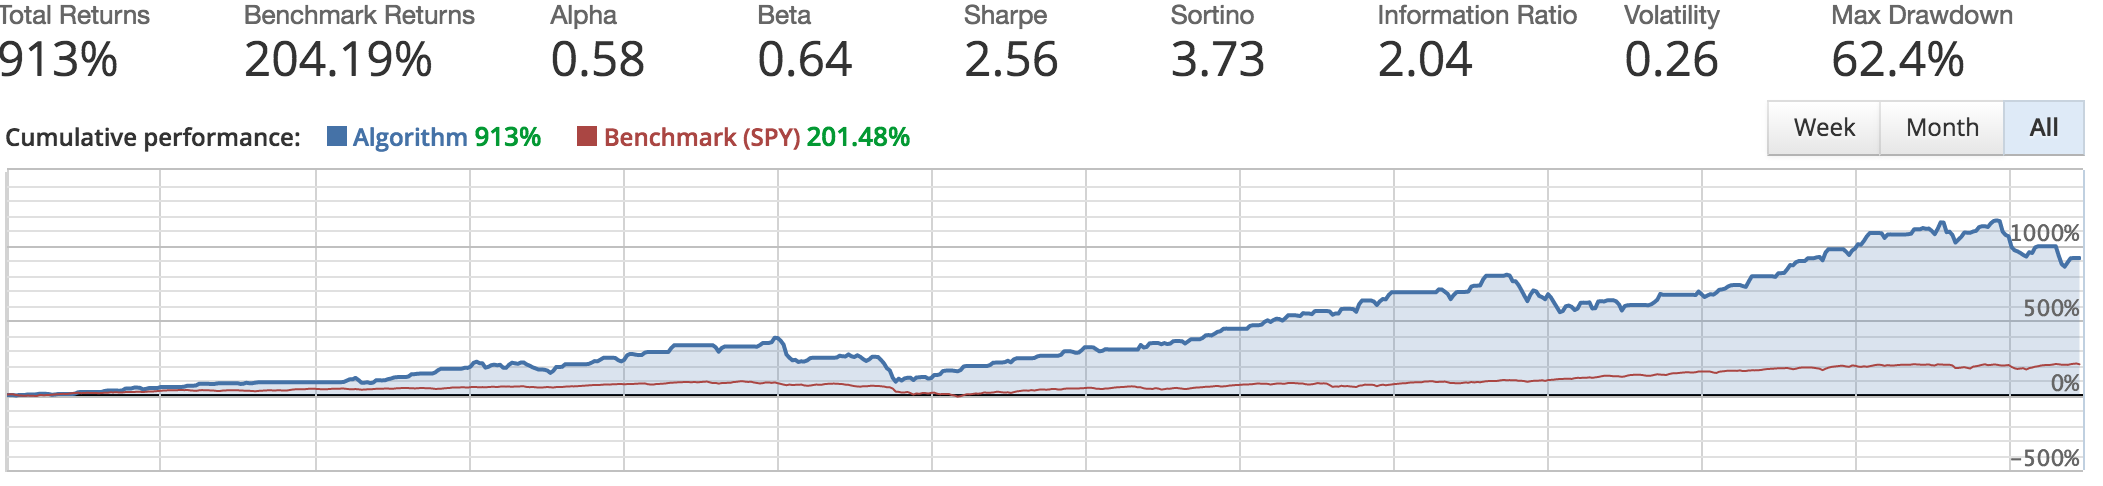 Total Returns Benchmark Returns Alpha Beta Sharpe Sortino Information Ratio Volatility Max Drawdown
913% 204.19% 0.58 0.64 2.56 3.73 2.04 0.26 62.4%
Week Month All
Cumulative performance: Algorithm 913% Benchmark (SPY) 201.48%
1000%
500%
0%
−500%